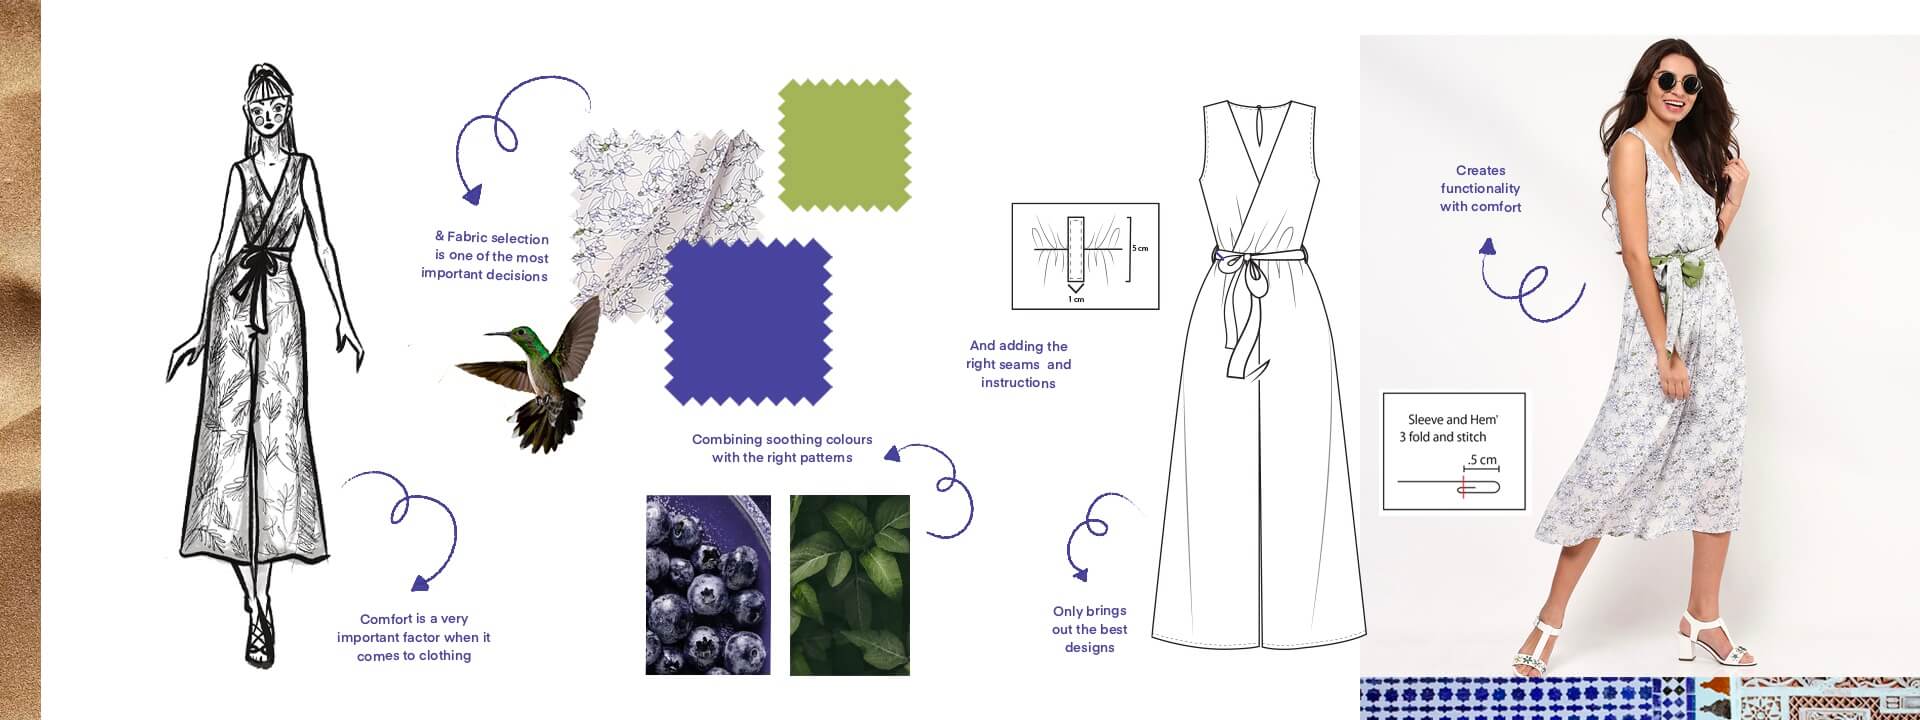 & Fabric selection
is one of the most
important decisions
Comfort is a very
important factor when it
comes to clothing
Combining soothing colours
with the right patterns
5 cm
1 cm
And adding the
right seams and
instructions
Only brings
out the best
designs
Creates
functionality
with comfort
Sleeve and Hem'
3 fold and stitch
.5 cm